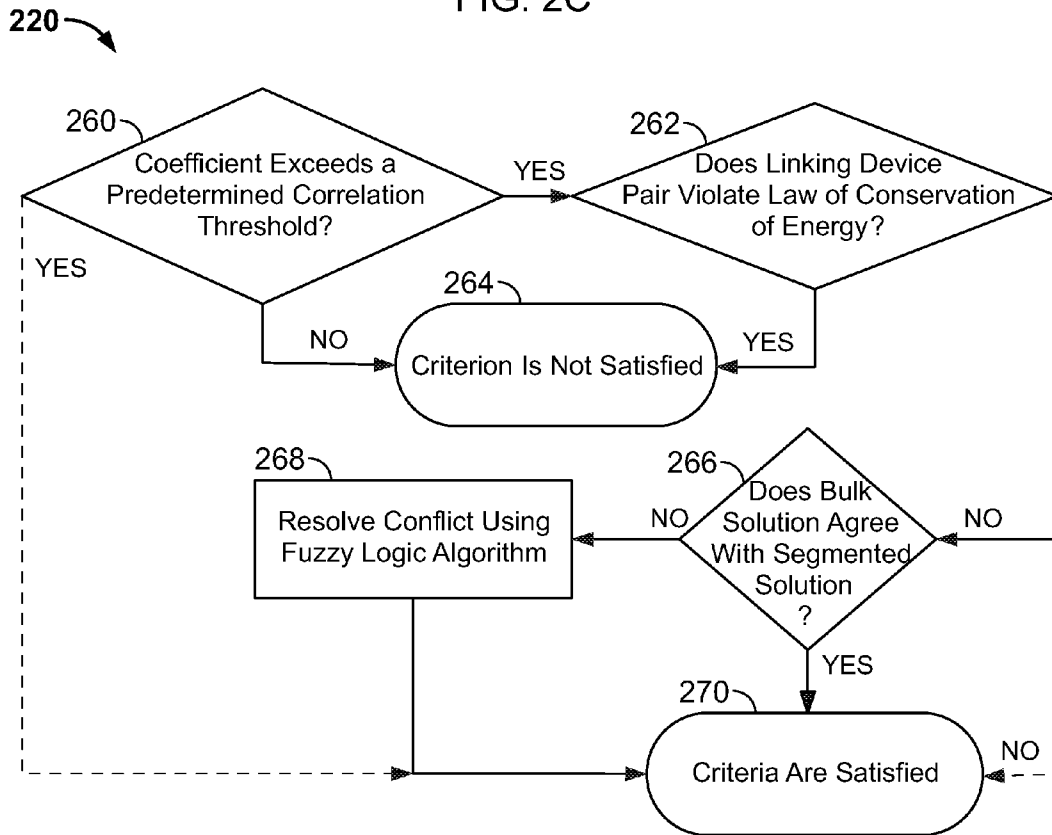 FIG. 2C
220
260
Coefficient Exceeds a
Predetermined Correlation
Threshold?
YES
262
Does Linking Device
Pair Violate Law of Conservation
of Energy?
YES
264
NO
Criterion Is Not Satisfied
YES
268
Resolve Conflict Using
Fuzzy Logic Algorithm
NO
266
Does Bulk
Solution Agree
With Segmented
Solution
?
NO
YES
270
Criteria Are Satisfied
NO